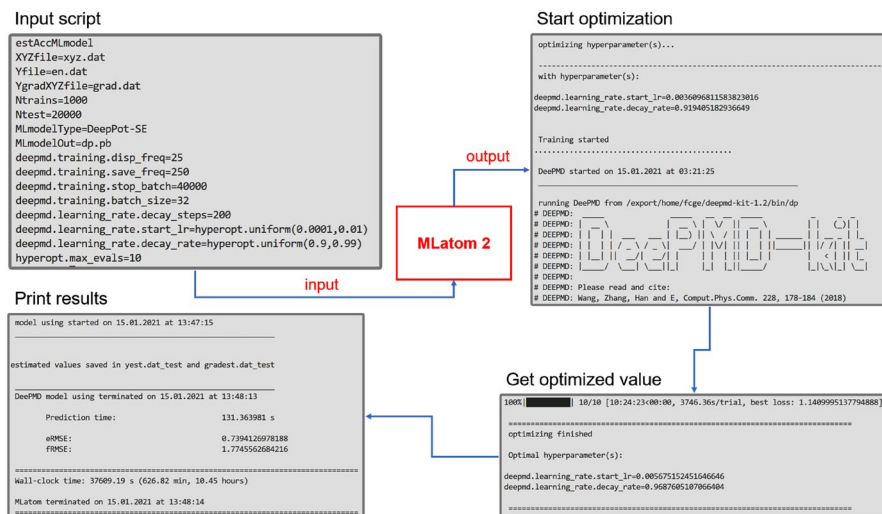 Input script
estAccMLmodel
XYZfile=xyz.dat
Yfile=en.dat
YgradXYZfile=grad.dat
Ntrains=1000
Ntest=20000
MLmodelType=DeepPot-SE
MLmodelOut=dp.pb
deepmd.training.disp_freq=25
deepmd.training.save_freq=250
deepmd.training.stop_batch=40000
deepmd.training.batch_size=32
deepmd.learning_rate.decay_steps=200
deepmd.learning_rate.start_lr=hyperopt.uniform(0.0001,0.01)
deepmd.learning_rate.decay_rate=hyperopt.uniform(0.9,0.99)
hyperopt.max_evals=10
input
MLatom 2
output
Start optimization
optimizing hyperparameter(s)...
with hyperparameter(s):
deepmd.learning_rate.start_lr=0.0036096811583823016
deepmd.learning_rate.decay_rate=0.919405182936649
Training started
DeePMD started on 15.01.2021 at 03:21:25
running DeePMD from /export/home/fcge/deepmd-kit-1.2/bin/dp
# DEEPMD:
# DEEPMD:
# DEEPMD:
# DEEPMD:
# DEEPMD:
# DEEPMD:
# DEEPMD:
# DEEPMD: Please read and cite:
# DEEPMD: Wang, Zhang, Han and E, Comput.Phys.Comm. 228, 178-184 (2018)
Get optimized value
100%| | 10/10 [10:24:23<00:00, 3746.36s/trial, best loss: 1.1409995137794888]
optimizing finished
Optimal hyperparameter(s):
deepmd.learning_rate.start_lr=0.005675152451646646
deepmd.learning_rate.decay_rate=0.9687605107066404
Print results
model using started on 15.01.2021 at 13:47:15
estimated values saved in yest.dat_test and gradest.dat_test
DeePMD model using terminated on 15.01.2021 at 13:48:13
Prediction time: 131.363981 s
eRMSE: 0.7394126978188
fRMSE: 1.7745562684216
Wall-clock time: 37609.19 s (626.82 min, 10.45 hours)
MLatom terminated on 15.01.2021 at 13:48:14